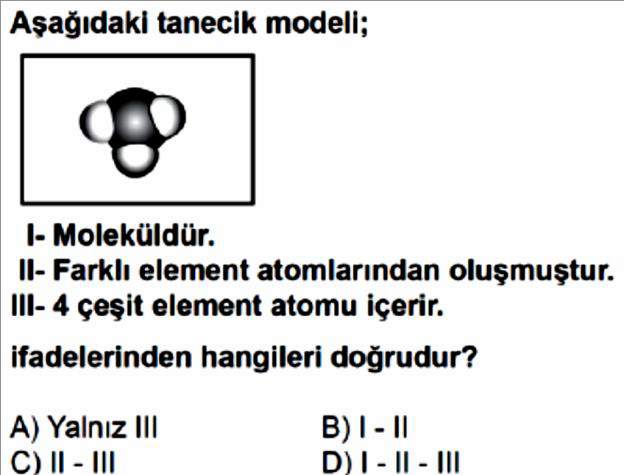 Aşağıdaki tanecik modeli;
I- Moleküldür.
II- Farklı element atomlarından oluşmuştur.
III- 4 çeşit element atomu içerir.
ifadelerinden hangileri doğrudur?
A) Yalnız III
B) I - II
C) II - III
D) I - II - III